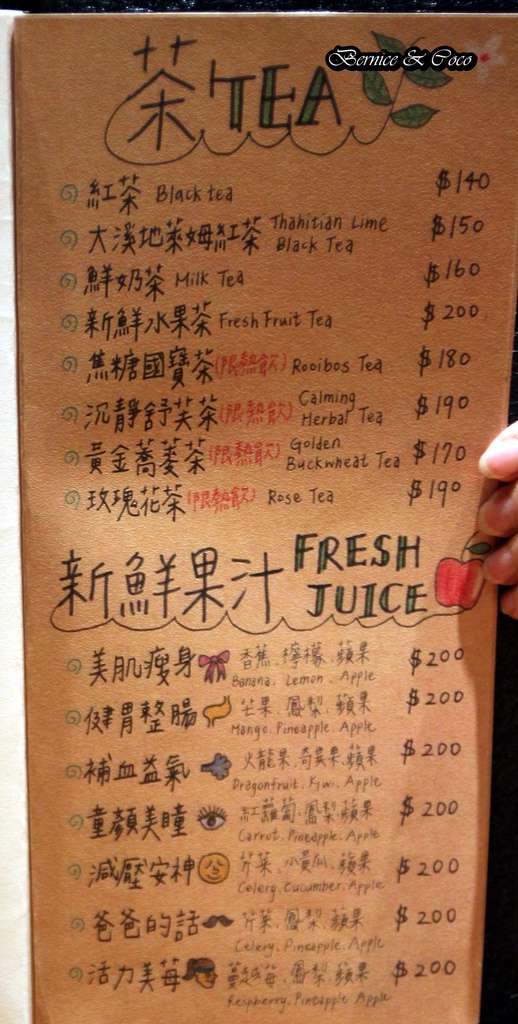 Bernice & Coco
茶 TEA
紅茶 Black tea $140
大溪地萊姆紅茶 Thahitian Lime Black Tea $150
鮮奶茶 Milk Tea $160
新鮮水果茶 Fresh Fruit Tea $200
焦糖國寶茶(限熱飲) Rooibos Tea $180
沉靜舒芙茶(限熱飲) Calming Herbal Tea $190
黃金蕎麥茶(限熱飲) Golden Buckwheat Tea $170
玫瑰花茶(限熱飲) Rose Tea $190
新鮮果汁 FRESH JUICE
美肌瘦身 香蕉、檸檬、蘋果 $200
Banana, Lemon, Apple
健胃整腸 芒果、鳳梨、蘋果 $200
Mango, Pineapple, Apple
補血益氣 火龍果、奇異果、蘋果 $200
Dragonfruit, Kiwi, Apple
童顏美瞳 紅蘿蔔、鳳梨、蘋果 $200
Carrot, Pineapple, Apple
減壓安神 芹菜、小黃瓜、蘋果 $200
Celery, Cucumber, Apple
爸爸的話 芹菜、鳳梨、蘋果 $200
Celery, Pineapple, Apple
活力美莓 蔓越莓、鳳梨、蘋果 $200
Respberry, Pineapple, Apple